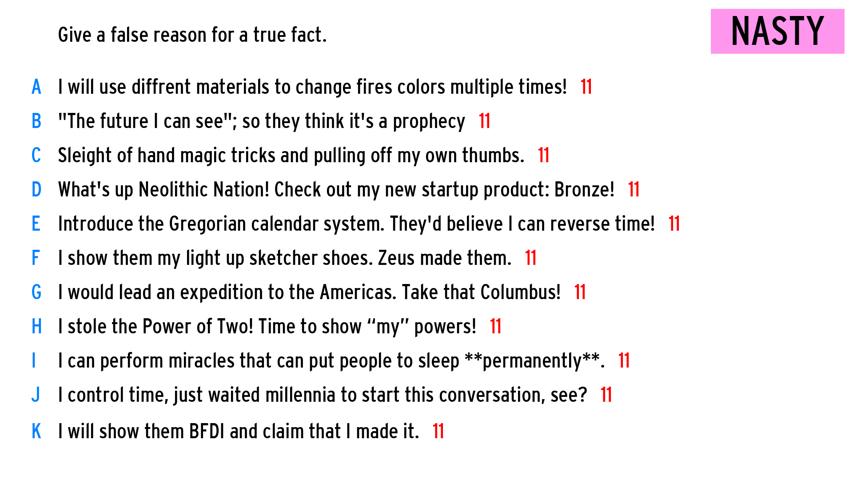 Give a false reason for a true fact.
NASTY
A I will use diffrent materials to change fires colors multiple times! 11
B "The future I can see"; so they think it's a prophecy 11
C Sleight of hand magic tricks and pulling off my own thumbs. 11
D What's up Neolithic Nation! Check out my new startup product: Bronze! 11
E Introduce the Gregorian calendar system. They'd believe I can reverse time! 11
F I show them my light up sketcher shoes. Zeus made them. 11
G I would lead an expedition to the Americas. Take that Columbus! 11
H I stole the Power of Two! Time to show “my” powers! 11
I I can perform miracles that can put people to sleep **permanently**. 11
J I control time, just waited millennia to start this conversation, see? 11
K I will show them BFDI and claim that I made it. 11